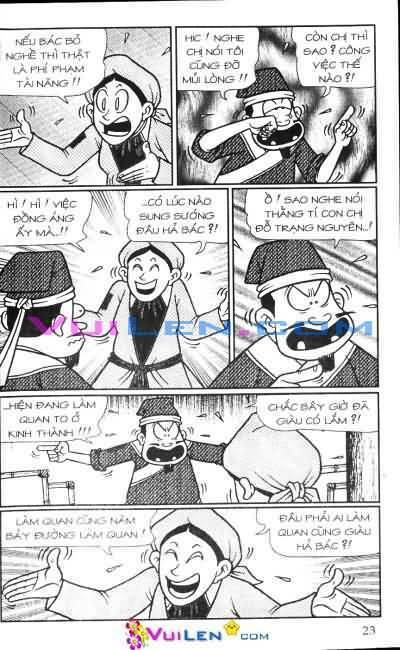 NẾU BÁC BỎ
NGHỀ THÌ THẬT
LÀ PHÍ PHẠM
TÀI NĂNG !!
HIC ! NGHE
CHỊ NÓI TÔI
CŨNG ĐỠ
MỦI LÒNG !!
CÒN CHỊ THÌ
SAO ? CÔNG
VIỆC THẾ
NÀO ?!
HÌ ! HÌ ! VIỆC
ĐỒNG ÁNG
ẤY MÀ..!!
..CÓ LÚC NÀO
SUNG SƯỚNG
ĐÂU HẢ BÁC ?!
Ờ ! SAO NGHE NÓI
THẰNG TÍ CON CHỊ
ĐỖ TRẠNG NGUYÊN..!
VUILEN.COM
..HIỆN ĐANG LÀM
QUAN TO Ở
KINH THÀNH !!!
CHẮC BÂY GIỜ ĐÃ
GIÀU CÓ LẮM ?!
LÀM QUAN CŨNG NĂM
BẢY ĐƯỜNG LÀM QUAN !
ĐÂU PHẢI AI LÀM
QUAN CŨNG GIÀU
HẢ BÁC ?!
23
VUILEN.COM